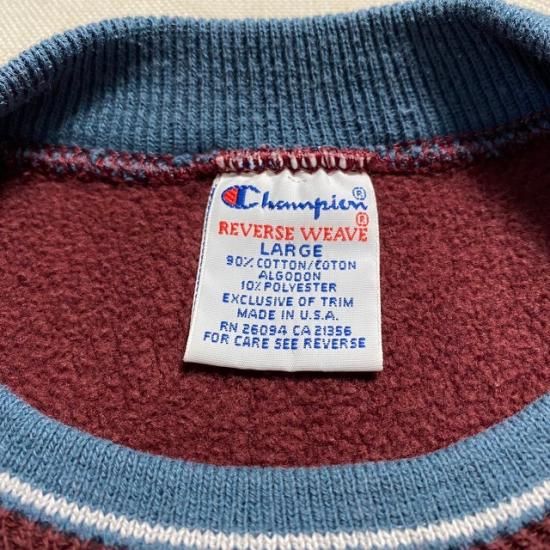 Champion®
REVERSE WEAVE®
LARGE
90% COTTON/COTON
ALGODON
10% POLYESTER
EXCLUSIVE OF TRIM
MADE IN U.S.A.
RN 26094 CA 21356
FOR CARE SEE REVERSE